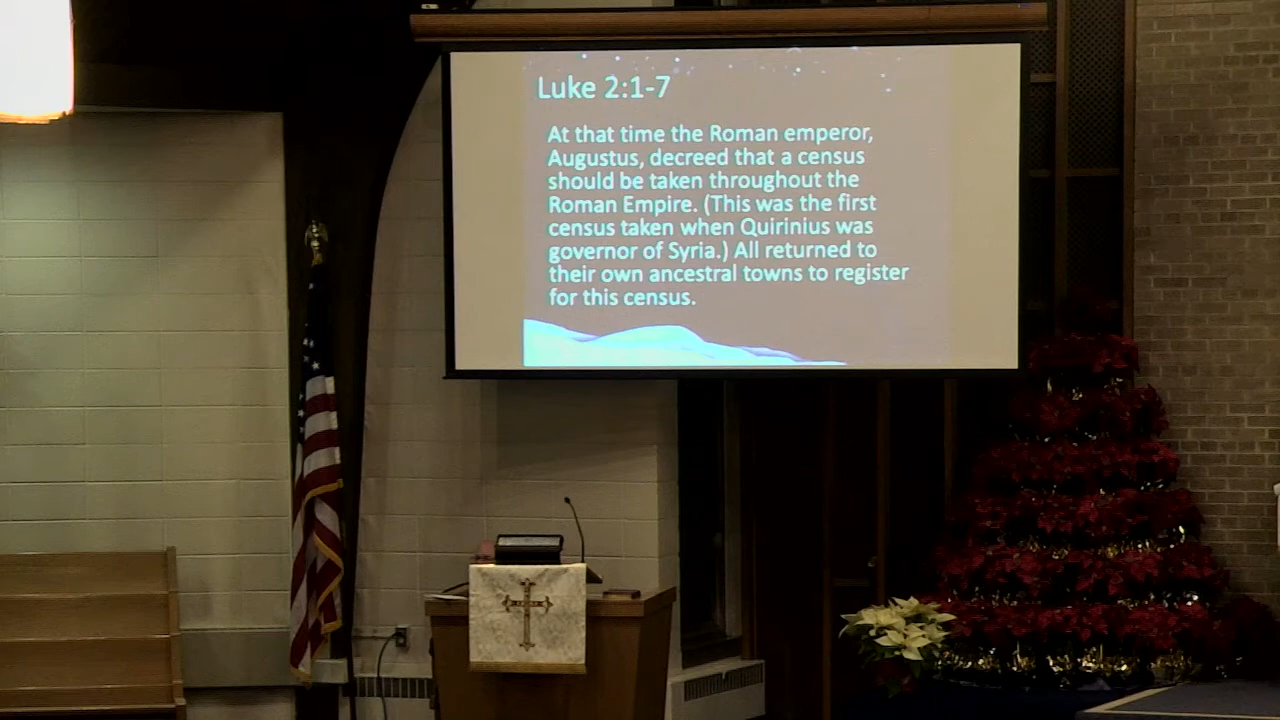 Luke 2:1-7
At that time the Roman emperor,
Augustus, decreed that a census
should be taken throughout the
Roman Empire. (This was the first
census taken when Quirinius was
governor of Syria.) All returned to
their own ancestral towns to register
for this census.